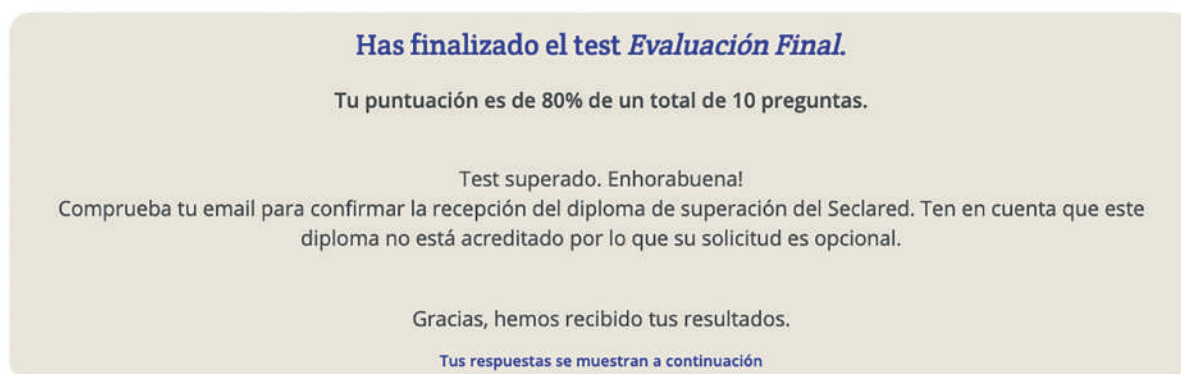 Has finalizado el test Evaluación Final.
Tu puntuación es de 80% de un total de 10 preguntas.
Test superado. Enhorabuena!
Comprueba tu email para confirmar la recepción del diploma de superación del Seclared. Ten en cuenta que este
diploma no está acreditado por lo que su solicitud es opcional.
Gracias, hemos recibido tus resultados.
Tus respuestas se muestran a continuación